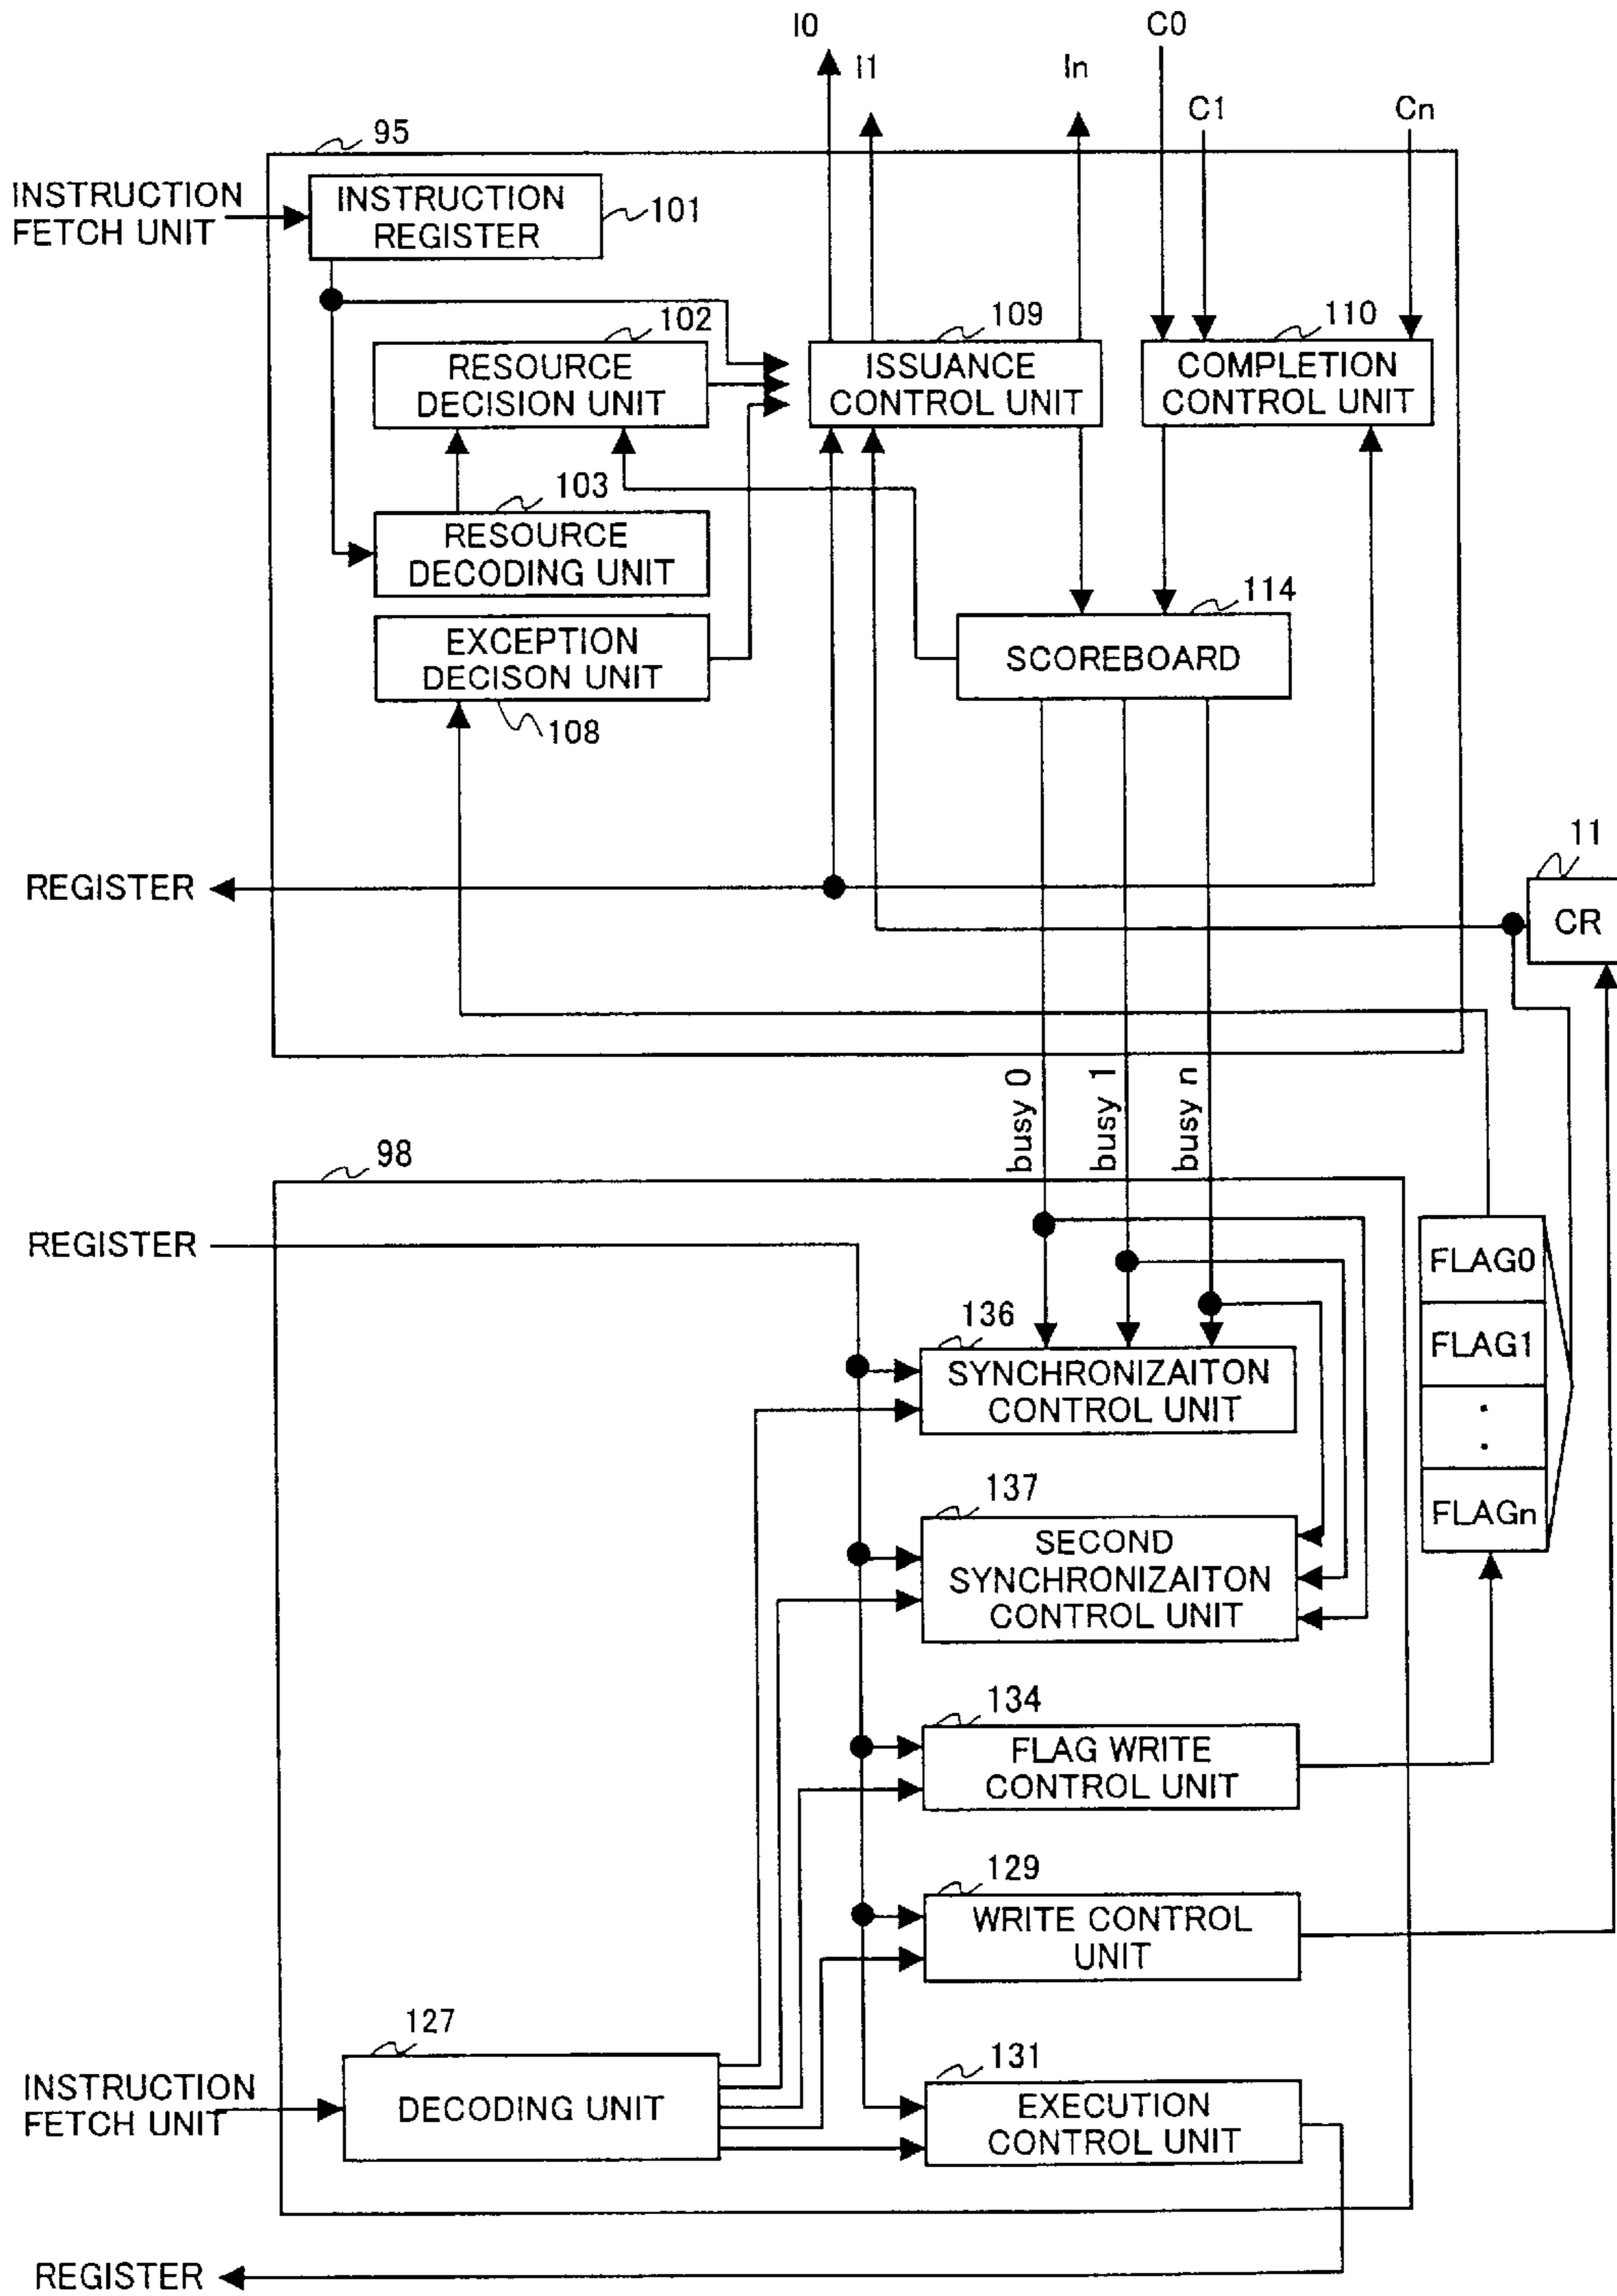 I0
C0
I1
In
C1
Cn
95
INSTRUCTION
FETCH UNIT
INSTRUCTION
REGISTER
101
102
RESOURCE
DECISION UNIT
109
ISSUANCE
CONTROL UNIT
110
COMPLETION
CONTROL UNIT
103
RESOURCE
DECODING UNIT
114
SCOREBOARD
EXCEPTION
DECISON UNIT
108
REGISTER
11
CR
busy 0
busy 1
busy n
98
REGISTER
FLAG0
FLAG1
:
FLAGn
136
SYNCHRONIZAITON
CONTROL UNIT
137
SECOND
SYNCHRONIZAITON
CONTROL UNIT
134
FLAG WRITE
CONTROL UNIT
129
WRITE CONTROL
UNIT
127
DECODING UNIT
INSTRUCTION
FETCH UNIT
131
EXECUTION
CONTROL UNIT
REGISTER